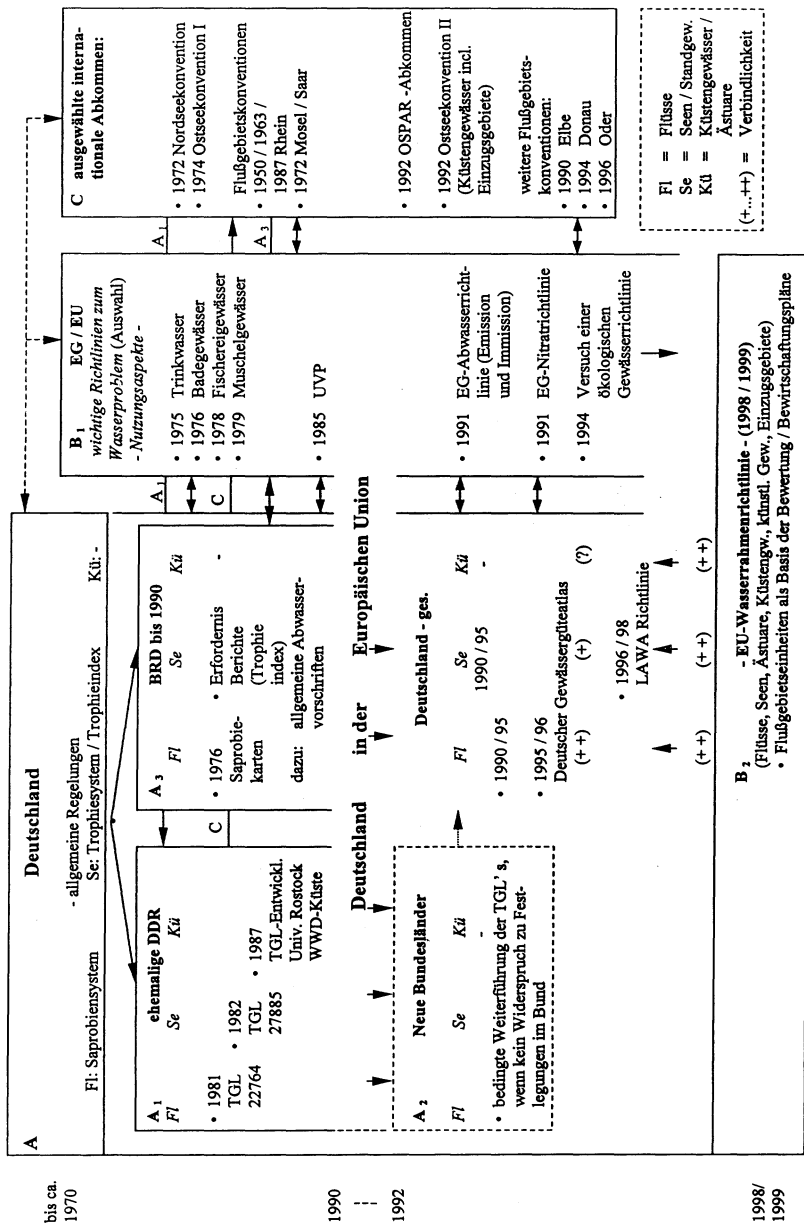 bis ca.
1970
1990
1992
1998/
1999
A
Deutschland
- allgemeine Regelungen
Fl: Saprobiensystem Se: Trophiesystem / Trophieindex Kü: -
A 1 ehemalige DDR
Fl Se Kü
• 1981
TGL
22764
• 1982
TGL
27885
• 1987
TGL-Entwickl.
Univ. Rostock
WWD-Küste
C
A 3 BRD bis 1990
Fl Se Kü
• 1976
Saprobie-
karten
• Erfordernis
Berichte
(Trophie
index)
-
dazu: allgemeine Abwasser-
vorschriften
Deutschland in der Europäischen Union
A 2 Neue Bundesländer
Fl Se Kü
-
• bedingte Weiterführung der TGL' s,
wenn kein Widerspruch zu Fest-
legungen im Bund
Deutschland - ges.
Fl Se Kü
• 1990 / 95 1990 / 95 -
• 1995 / 96
Deutscher Gewässergüteatlas
(++) (+) (?)
• 1996 / 98
LAWA Richtlinie
(++) (++) (++)
A 1
C
B 1 EG / EU
wichtige Richtlinien zum
Wasserproblem (Auswahl)
- Nutzungsaspekte -
• 1975 Trinkwasser
• 1976 Badegewässer
• 1978 Fischereigewässer
• 1979 Muschelgewässer
• 1985 UVP
• 1991 EG-Abwasserricht-
linie (Emission
und Immission)
• 1991 EG-Nitratrichtlinie
• 1994 Versuch einer
ökologischen
Gewässerrichtlinie
A 1
A 3
C
ausgewählte interna-
tionale Abkommen:
• 1972 Nordseekonvention
• 1974 Ostseekonvention I
Flußgebietskonventionen
• 1950 / 1963 /
1987 Rhein
• 1972 Mosel / Saar
• 1992 OSPAR -Abkommen
• 1992 Ostseekonvention II
(Küstengewässer incl.
Einzugsgebiete)
weitere Flußgebiets-
konventionen:
• 1990 Elbe
• 1994 Donau
• 1996 Oder
Fl = Flüsse
Se = Seen / Standgew.
Kü = Küstengewässer /
Ästuare
(+...++) = Verbindlichkeit
B 2 - EU-Wasserrahmenrichtlinie - (1998 / 1999)
(Flüsse, Seen, Ästuare, Küstengw., künstl. Gew., Einzugsgebiete)
• Flußgebietseinheiten als Basis der Bewertung / Bewirtschaftungspläne